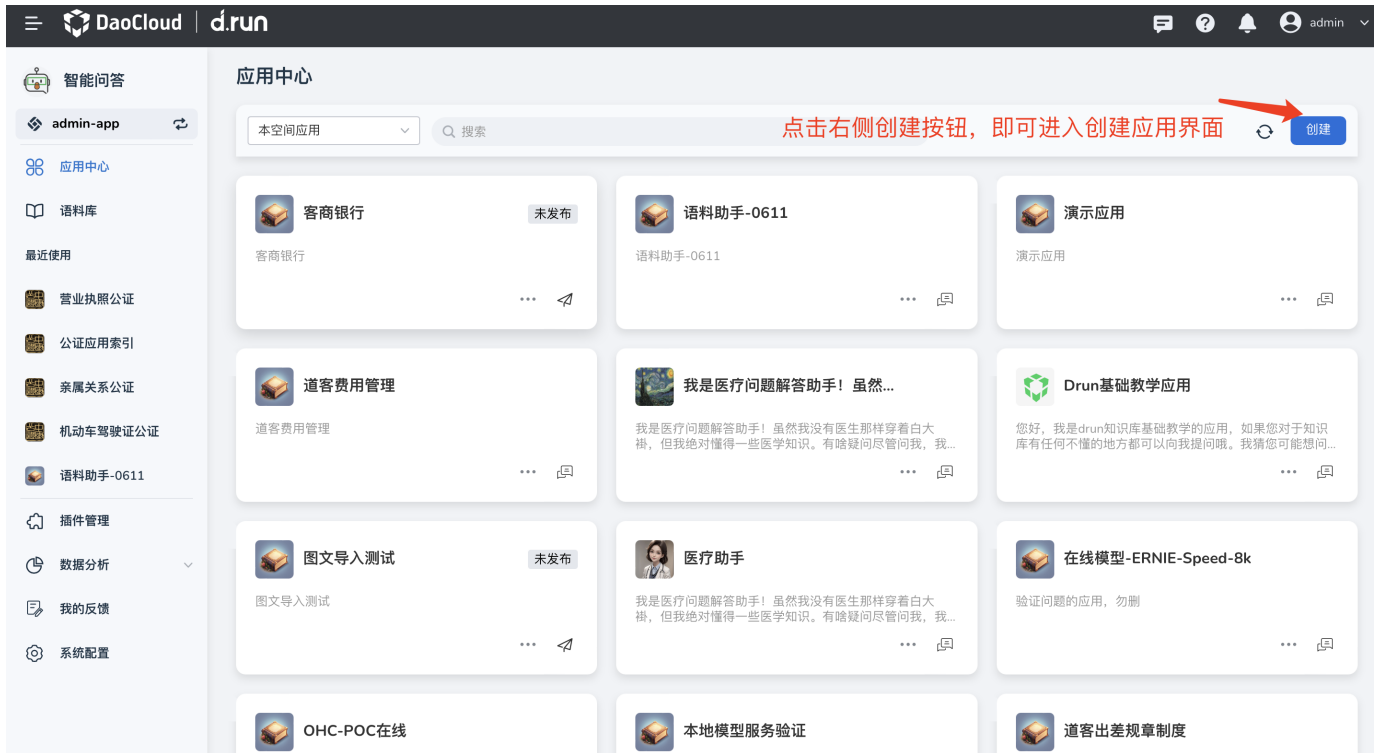 DaoCloud d.run
admin
智能问答
admin-app
应用中心
语料库
最近使用
营业执照公证
公证应用索引
亲属关系公证
机动车驾驶证公证
语料助手-0611
插件管理
数据分析
我的反馈
系统配置
应用中心
本空间应用
搜索
点击右侧创建按钮，即可进入创建应用界面
创建
客商银行
未发布
客商银行
语料助手-0611
语料助手-0611
演示应用
演示应用
道客费用管理
道客费用管理
我是医疗问题解答助手！虽然...
我是医疗问题解答助手！虽然我没有医生那样穿着白大
褂，但我绝对懂得一些医学知识。有啥疑问尽管问我，我...
Drun基础教学应用
您好，我是drun知识库基础教学的应用，如果您对于知识
库有任何不懂的地方都可以向我提问哦。我猜您可能想问...
图文导入测试
未发布
图文导入测试
医疗助手
我是医疗问题解答助手！虽然我没有医生那样穿着白大
褂，但我绝对懂得一些医学知识。有啥疑问尽管问我，我...
在线模型-ERNIE-Speed-8k
验证问题的应用，勿删
OHC-POC在线
本地模型服务验证
道客出差规章制度